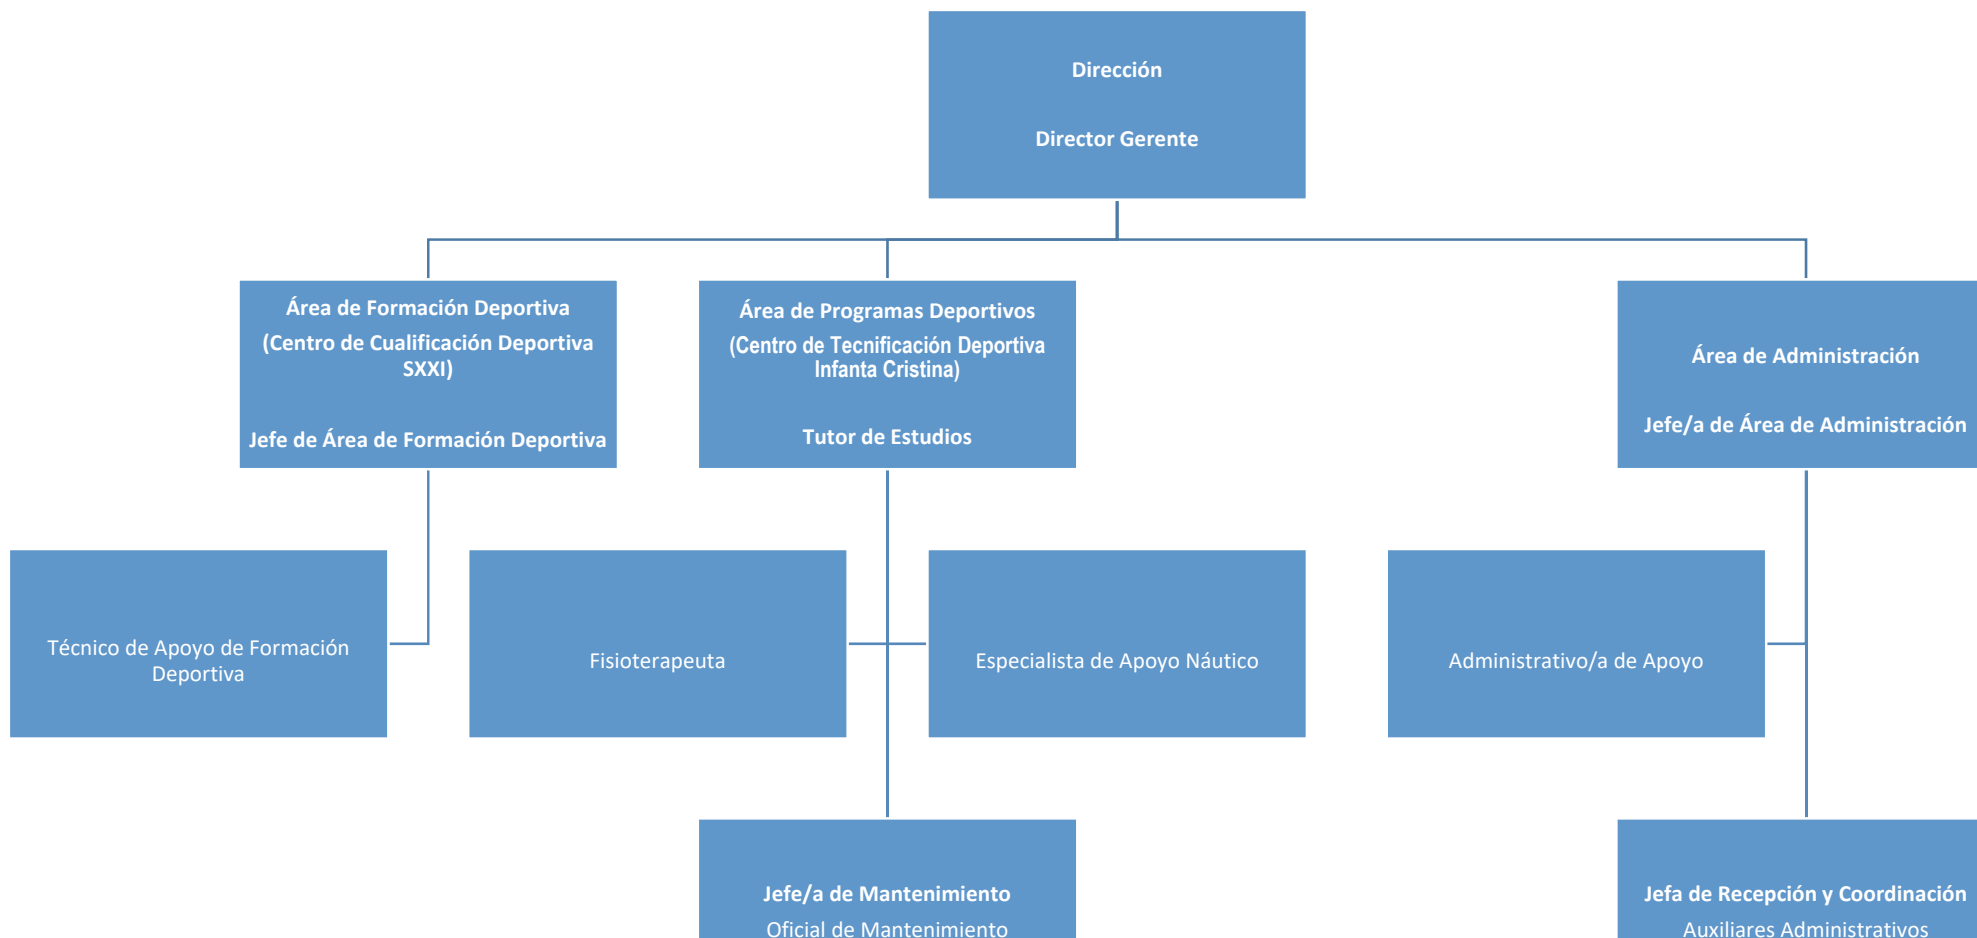 Dirección
Director Gerente
Área de Formación Deportiva
(Centro de Cualificación Deportiva
SXXI)
Jefe de Área de Formación Deportiva
Área de Programas Deportivos
(Centro de Tecnificación Deportiva
Infanta Cristina)
Tutor de Estudios
Área de Administración
Jefe/a de Área de Administración
Técnico de Apoyo de Formación
Deportiva
Fisioterapeuta
Especialista de Apoyo Náutico
Administrativo/a de Apoyo
Jefe/a de Mantenimiento
Oficial de Mantenimiento
Jefa de Recepción y Coordinación
Auxiliares Administrativos